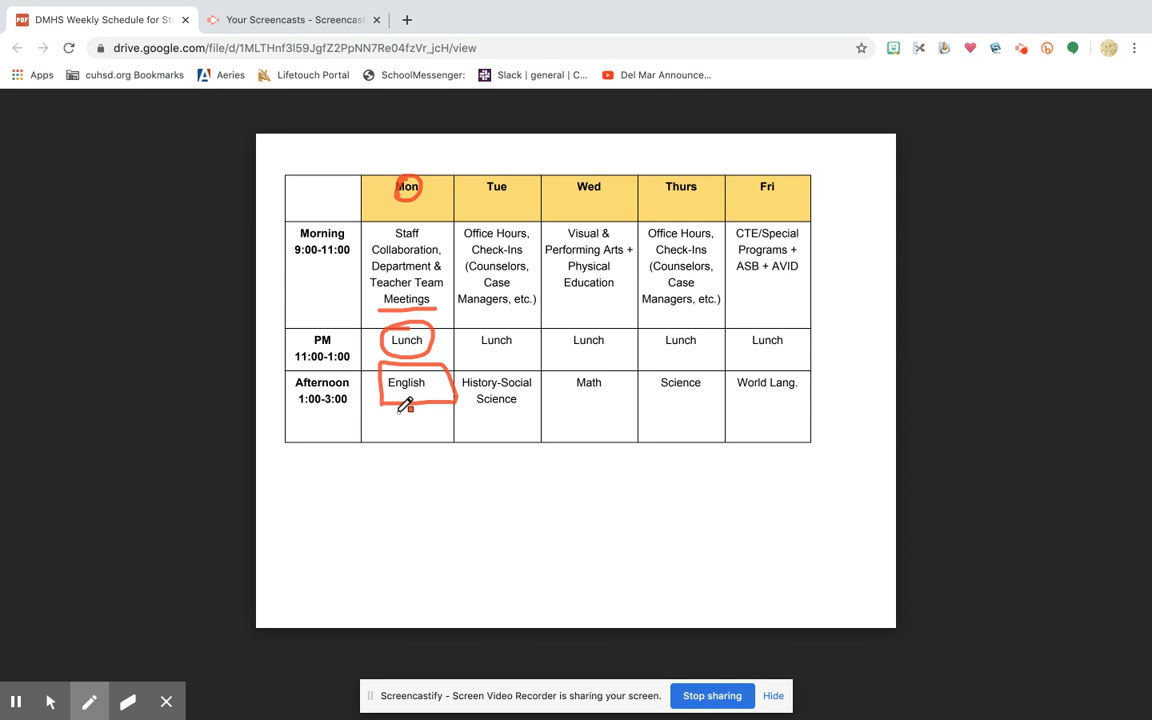 DMHS Weekly Schedule for St
Your Screencasts - Screencas
drive.google.com/file/d/1MLTHnf3l59JgfZ2PpNN7Re04fzVr_jcH/view
Apps cuhsd.org Bookmarks Aeries Lifetouch Portal SchoolMessenger: Slack | general | C... Del Mar Announce...
Mon Tue Wed Thurs Fri
Morning
9:00-11:00
Staff
Collaboration,
Department &
Teacher Team
Meetings
Office Hours,
Check-Ins
(Counselors,
Case
Managers, etc.)
Visual &
Performing Arts +
Physical
Education
Office Hours,
Check-Ins
(Counselors,
Case
Managers, etc.)
CTE/Special
Programs +
ASB + AVID
PM
11:00-1:00
Lunch Lunch Lunch Lunch Lunch
Afternoon
1:00-3:00
English
History-Social
Science
Math
Science
World Lang.
Screencastify - Screen Video Recorder is sharing your screen. Stop sharing Hide